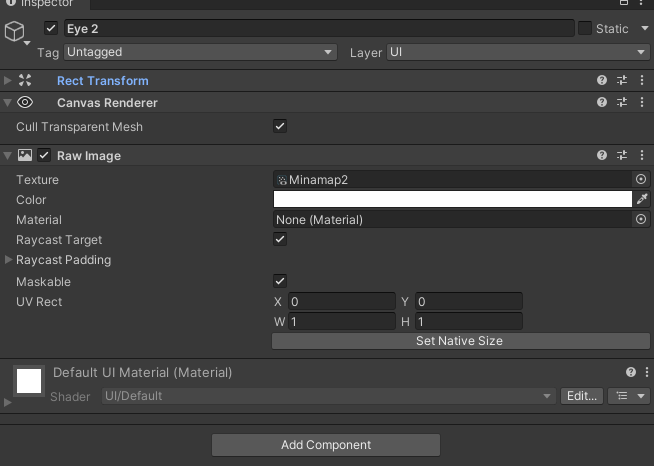 Inspector
Eye 2
Static
Tag Untagged Layer UI
Rect Transform
Canvas Renderer
Cull Transparent Mesh
Raw Image
Texture Minamap2
Color
Material None (Material)
Raycast Target
Raycast Padding
Maskable
UV Rect X 0 Y 0
W 1 H 1
Set Native Size
Default UI Material (Material)
Shader UI/Default Edit...
Add Component